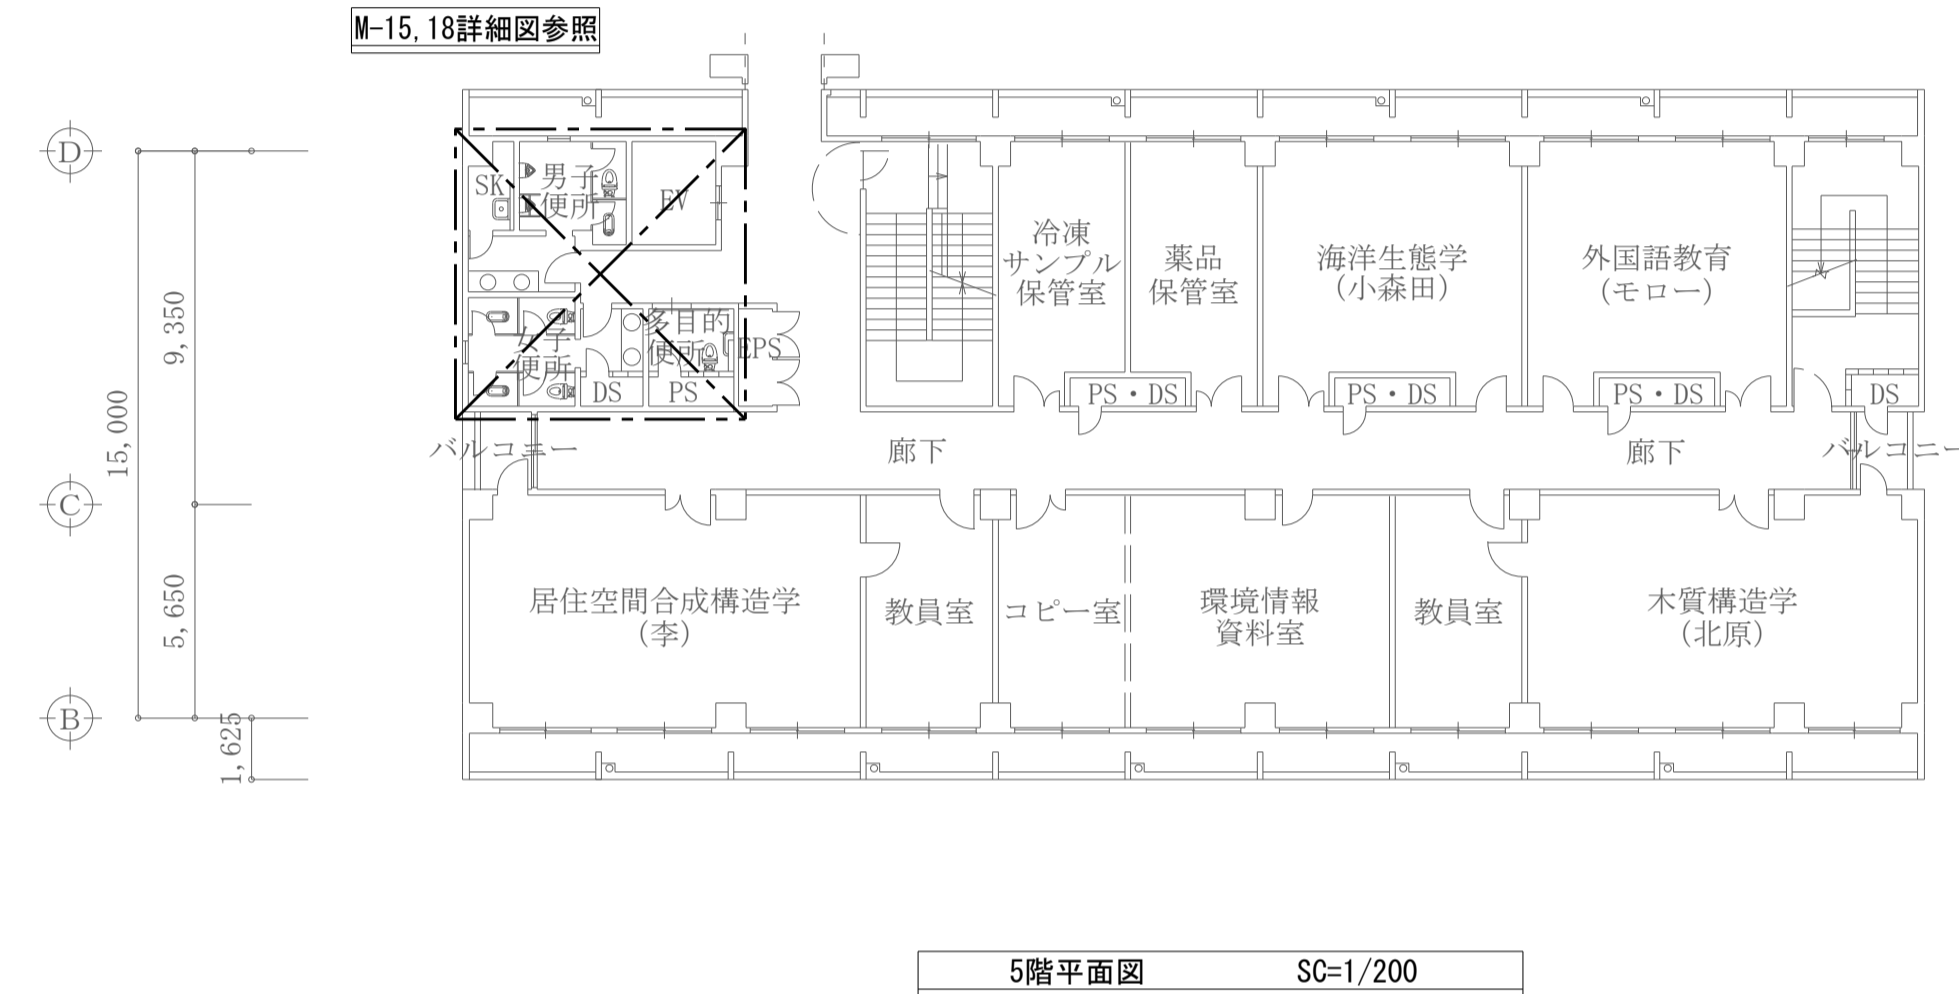 M-15,18詳細図参照
D
SK
男子
便所
EV
9,350
冷凍
サンプル
保管室
薬品
保管室
海洋生態学
(小森田)
外国語教育
(モロー)
女子
便所
多目的
便所
EPS
DS
PS
PS・DS
PS・DS
PS・DS
DS
15,000
バルコニー
廊下
廊下
バルコニー
C
5,650
居住空間合成構造学
(李)
教員室
コピー室
環境情報
資料室
教員室
木質構造学
(北原)
B
1,625
5階平面図 SC=1/200